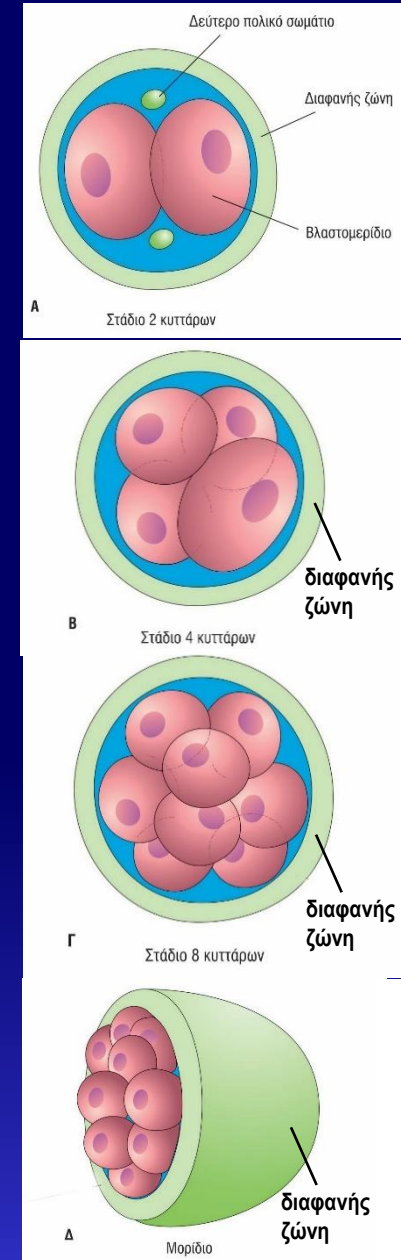 Δεύτερο πολικό σωμάτιο
Διαφανής ζώνη
Βλαστομερίδιο
Α
Στάδιο 2 κυττάρων
διαφανής
ζώνη
Β
Στάδιο 4 κυττάρων
διαφανής
ζώνη
Γ
Στάδιο 8 κυττάρων
διαφανής
ζώνη
Δ
Μορίδιο